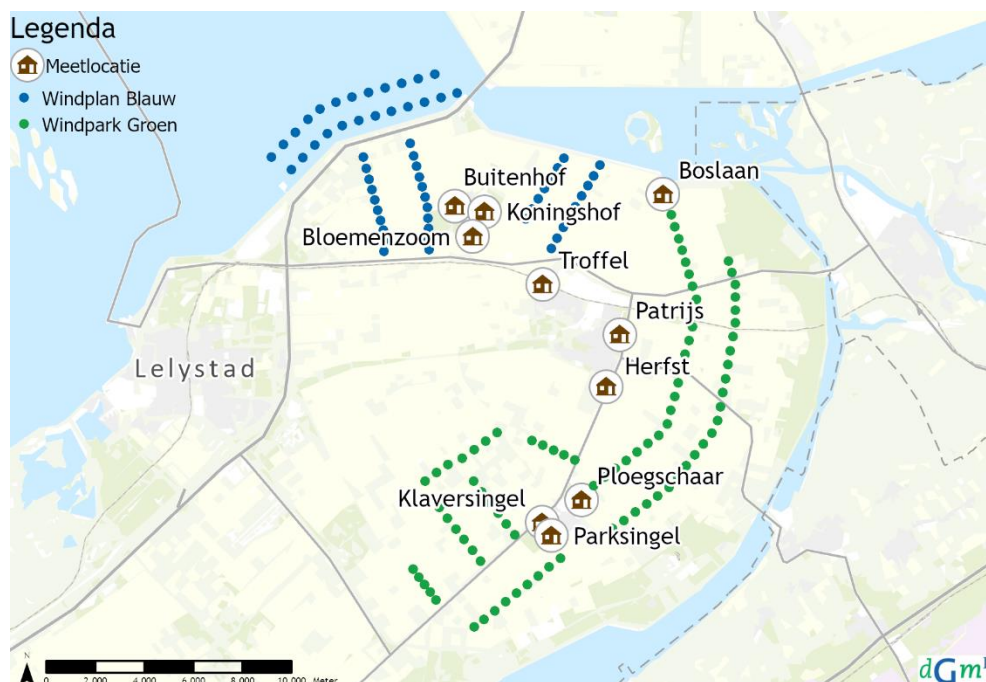 Legenda
Meetlocatie
Windplan Blauw
Windpark Groen
Buitenhof
Boslaan
Koningshof
Bloemenzoom
Troffel
Patrijs
Lelystad
Herfst
Ploegschaar
Klaversingel
Parksingel
N
0 2.000 4.000 6.000 8.000 10.000 Meter
dGmR